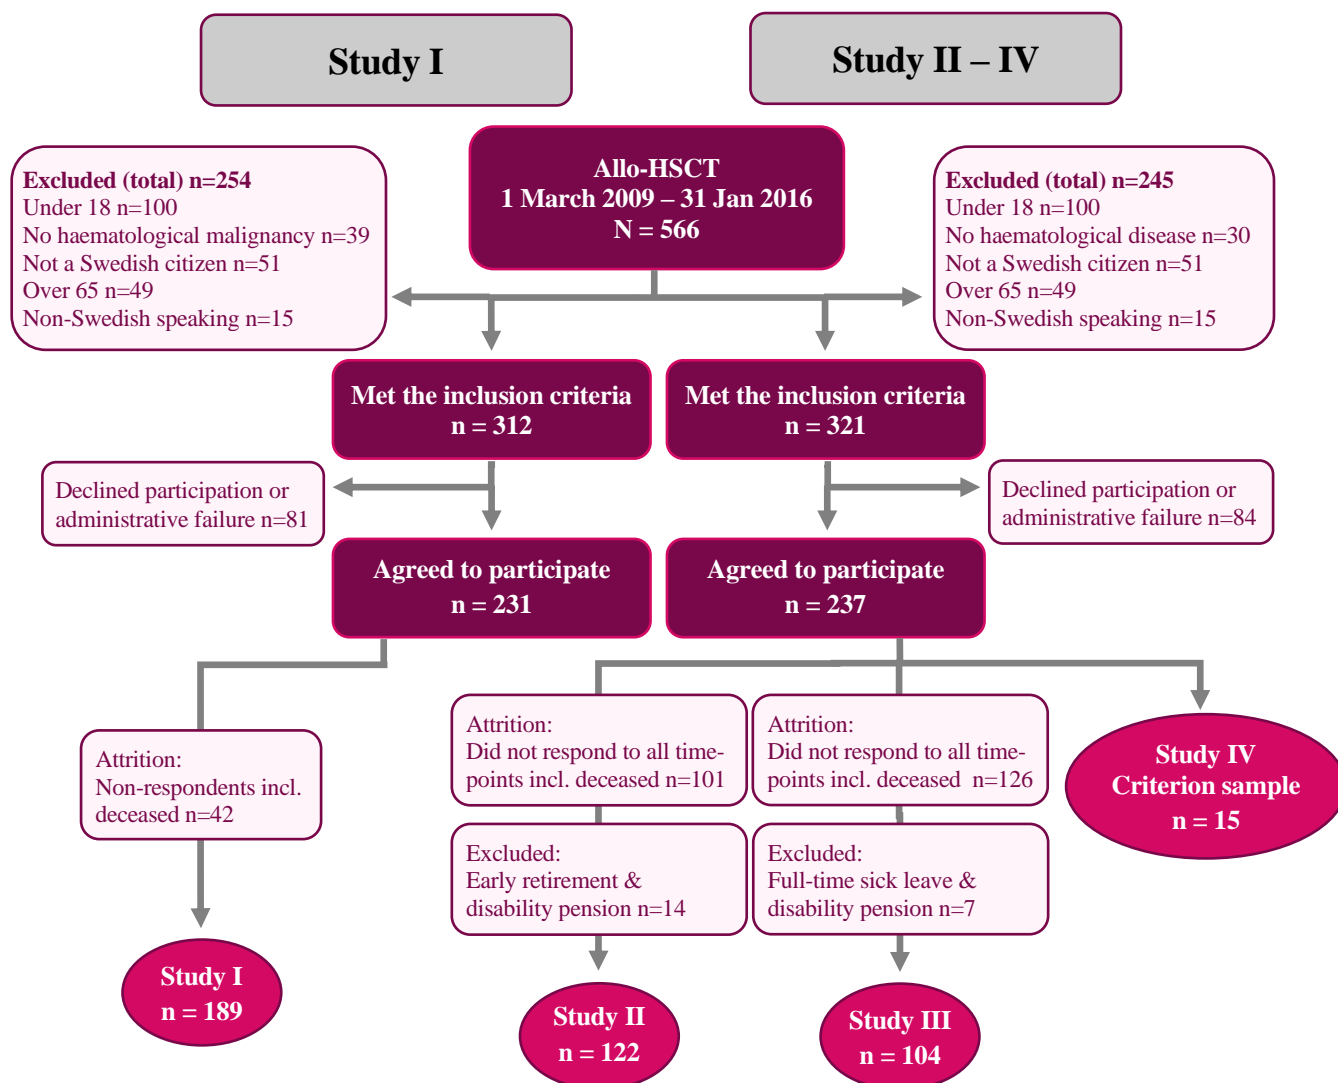 Study I
Study II – IV
Allo-HSCT
1 March 2009 – 31 Jan 2016
N = 566
Excluded (total) n=254
Under 18 n=100
No haematological malignancy n=39
Not a Swedish citizen n=51
Over 65 n=49
Non-Swedish speaking n=15
Excluded (total) n=245
Under 18 n=100
No haematological disease n=30
Not a Swedish citizen n=51
Over 65 n=49
Non-Swedish speaking n=15
Met the inclusion criteria
n = 312
Met the inclusion criteria
n = 321
Declined participation or
administrative failure n=81
Declined participation or
administrative failure n=84
Agreed to participate
n = 231
Agreed to participate
n = 237
Attrition:
Non-respondents incl.
deceased n=42
Attrition:
Did not respond to all time-
points incl. deceased n=101
Attrition:
Did not respond to all time-
points incl. deceased n=126
Study IV
Criterion sample
n = 15
Excluded:
Early retirement &
disability pension n=14
Excluded:
Full-time sick leave &
disability pension n=7
Study I
n = 189
Study II
n = 122
Study III
n = 104